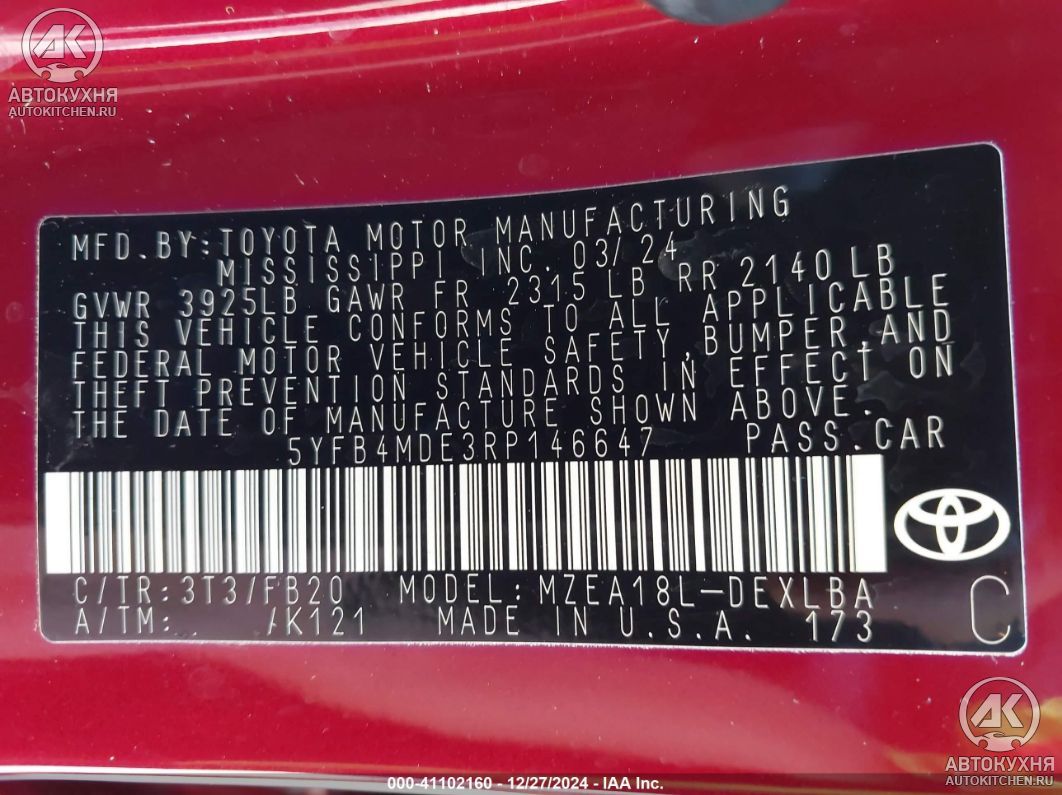 АК
АВТОКУХНЯ
AUTOKITCHEN.RU
MFD.BY:TOYOTA MOTOR MANUFACTURING
MISSISSIPPI INC. 03/24
GVWR 3925LB GAWR FR 2315 LB RR 2140LB
THIS VEHICLE CONFORMS TO ALL APPLICABLE
FEDERAL MOTOR VEHICLE SAFETY,BUMPER,AND
THEFT PREVENTION STANDARDS IN EFFECT ON
THE DATE OF MANUFACTURE SHOWN ABOVE.
5YFB4MDE3RP146647 PASS.CAR
C/TR:3T3/FB20 MODEL:MZEA18L-DEXLBA
A/TM: /K121 MADE IN U.S.A. 173
C
АК
АВТОКУХНЯ
AUTOKITCHEN.RU
000-41102160 - 12/27/2024 - IAA Inc.